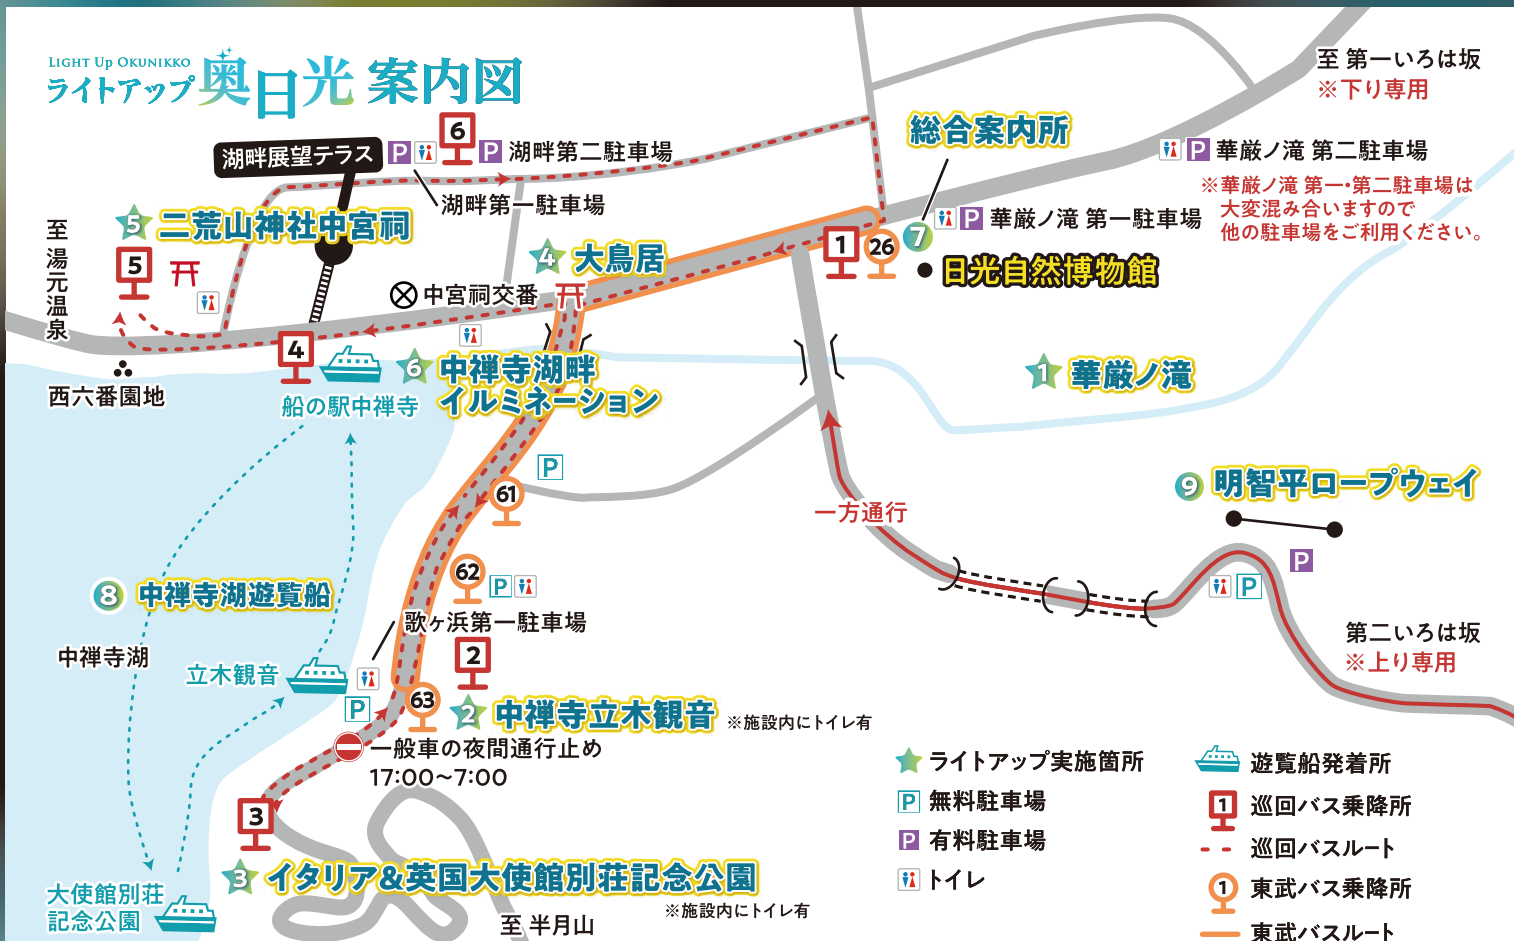 LIGHT UP OKUNIKKO
ライトアップ 奥日光 案内図
至 第一いろは坂
※下り専用
6
P
P 湖畔第二駐車場
湖畔展望テラス
湖畔第一駐車場
総合案内所
P 華厳ノ滝 第二駐車場
※華厳ノ滝 第一・第二駐車場は
大変混み合いますので
他の駐車場をご利用ください。
P 華厳ノ滝 第一駐車場
至 湯元温泉
5 二荒山神社中宮祠
5
4 大鳥居
1
26
7
日光自然博物館
中宮祠交番
4
西六番園地
船の駅中禅寺
6 中禅寺湖畔
イルミネーション
1 華厳ノ滝
P
61
一方通行
9 明智平ロープウェイ
P
P
62
P
8 中禅寺湖遊覧船
歌ヶ浜第一駐車場
中禅寺湖
立木観音
2
第二いろは坂
※上り専用
P
63
2 中禅寺立木観音 ※施設内にトイレ有
一般車の夜間通行止め
17:00〜7:00
3
3 イタリア&英国大使館別荘記念公園
※施設内にトイレ有
大使館別荘
記念公園
至 半月山
ライトアップ実施箇所
P 無料駐車場
P 有料駐車場
トイレ
遊覧船発着所
1 巡回バス乗降所
巡回バスルート
1 東武バス乗降所
東武バスルート